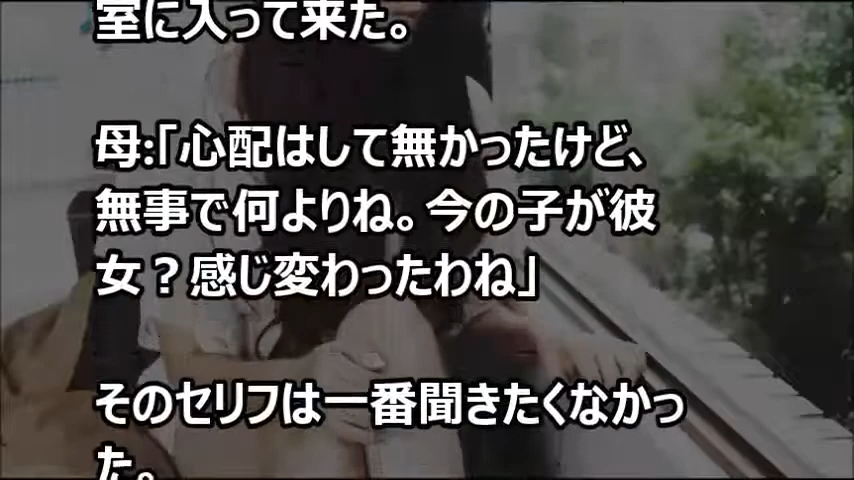 室に入って来た。
母:「心配はして無かったけど、
無事で何よりね。今の子が彼
女？感じ変わったわね」
そのセリフは一番聞きたくなかっ
た。